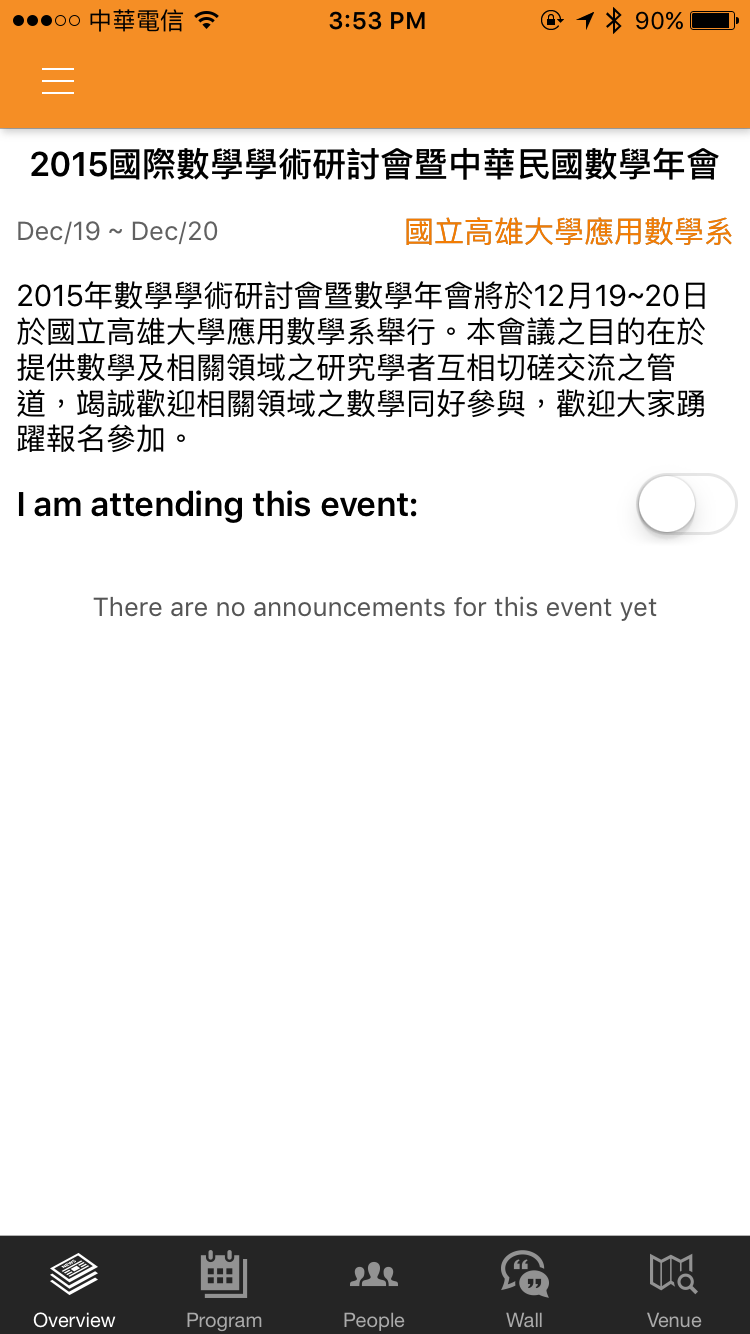 中華電信 3:53 PM 90%
2015國際數學學術研討會暨中華民國數學年會
Dec/19 ~ Dec/20 國立高雄大學應用數學系
2015年數學學術研討會暨數學年會將於12月19~20日
於國立高雄大學應用數學系舉行。本會議之目的在於
提供數學及相關領域之研究學者互相切磋交流之管
道，竭誠歡迎相關領域之數學同好參與，歡迎大家踴
躍報名參加。
I am attending this event:
There are no announcements for this event yet
Overview Program People Wall Venue